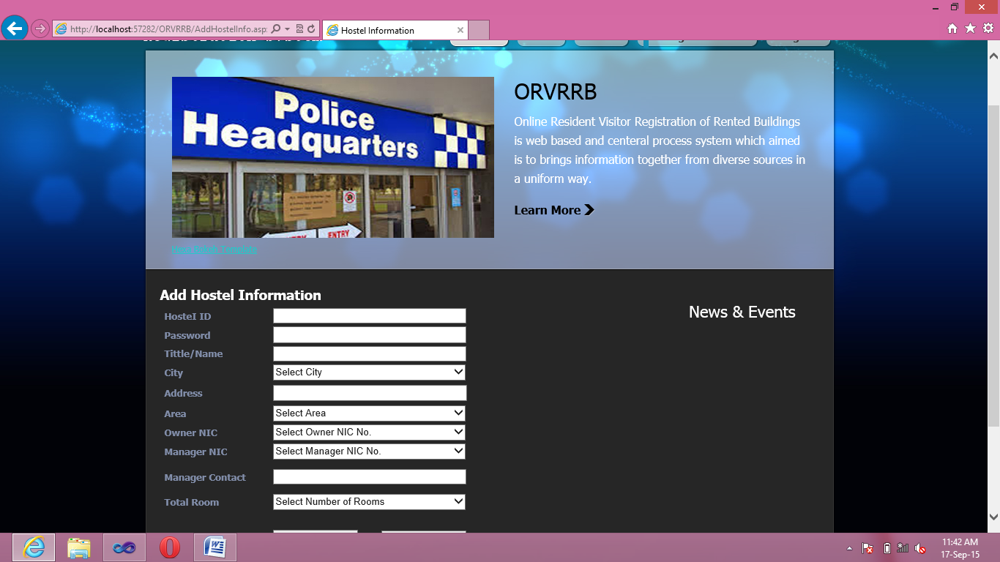 http://localhost:57282/ORVRRB/AddHostelInfo.asp
Hostel Information
Police
Headquarters
ENTRY
ORVRRB
Online Resident Visitor Registration of Rented Buildings
is web based and centeral process system which aimed
is to brings information together from diverse sources in
a uniform way.
Learn More
Add Hostel Information
News & Events
Hostel ID
Password
Tittle/Name
City
Select City
Address
Area
Select Area
Owner NIC
Select Owner NIC No.
Manager NIC
Select Manager NIC No.
Manager Contact
Total Room
Select Number of Rooms
11:42 AM
17-Sep-15